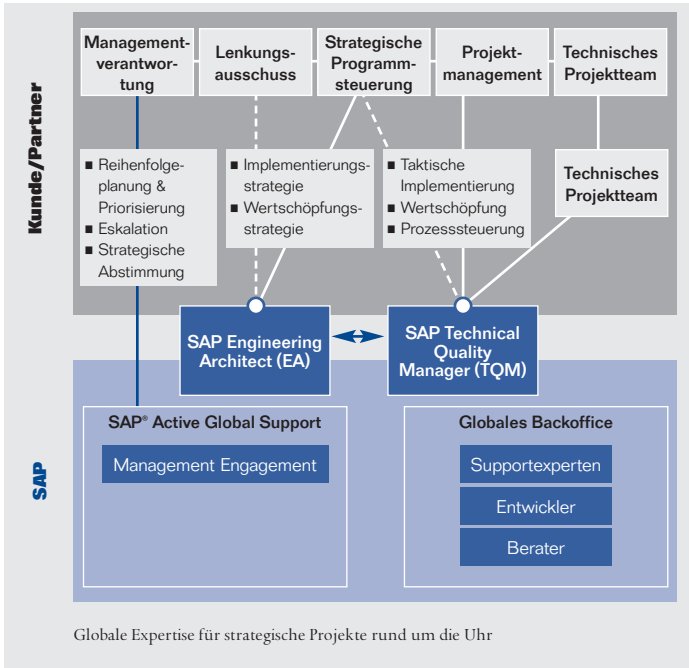 Kunde/Partner
Management-
verantwor-
tung
Lenkungs-
ausschuss
Strategische
Programm-
steuerung
Projekt-
management
Technisches
Projektteam
■ Reihenfolge-
planung &
Priorisierung
■ Eskalation
■ Strategische
Abstimmung
■ Implementierungs-
strategie
■ Wertschöpfungs-
strategie
■ Taktische
Implementierung
■ Wertschöpfung
■ Prozesssteuerung
Technisches
Projektteam
SAP Engineering
Architect (EA)
SAP Technical
Quality
Manager (TQM)
SAP
SAP® Active Global Support
Management Engagement
Globales Backoffice
Supportexperten
Entwickler
Berater
Globale Expertise für strategische Projekte rund um die Uhr